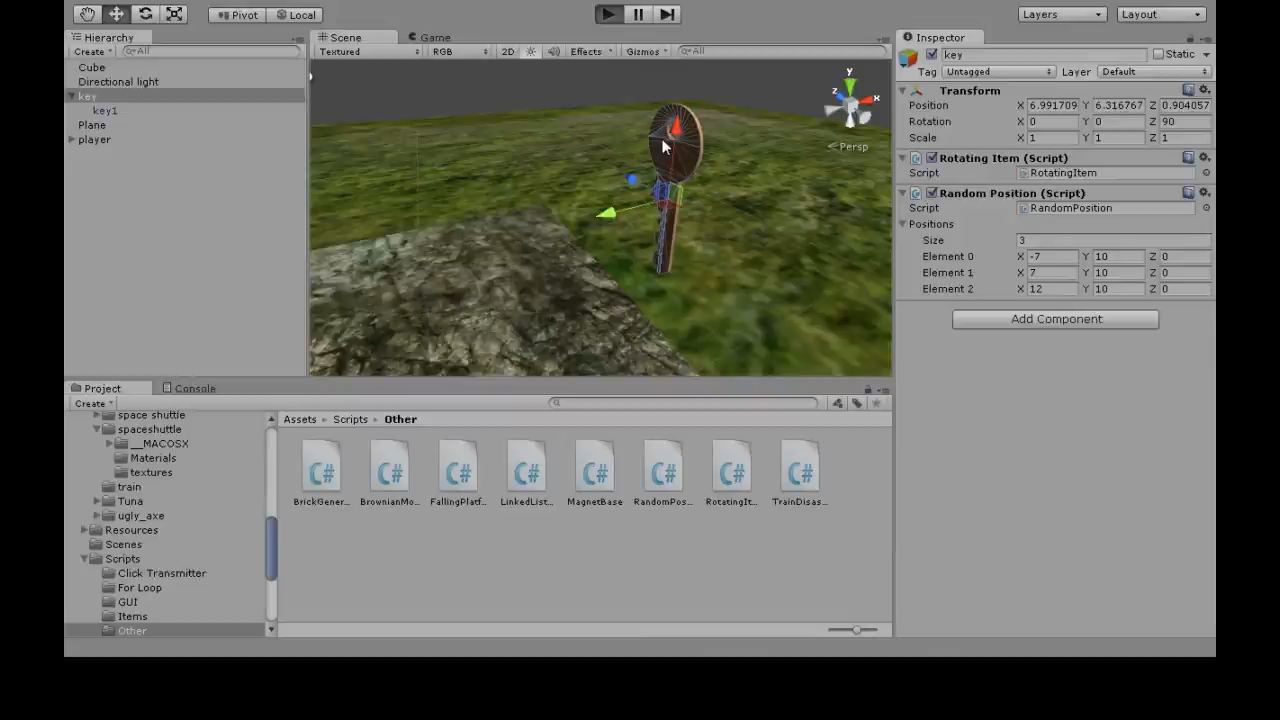 Pivot Local Layers Layout
Hierarchy
Create All
Cube
Directional light
key
key1
Plane
player
Scene Game
Textured RGB 2D Effects Gizmos All
y
z x
Persp
Inspector
key Static
Tag Untagged Layer Default
Transform
Position X 6.991709 Y 6.316767 Z 0.904057
Rotation X 0 Y 0 Z 90
Scale X 1 Y 1 Z 1
Rotating Item (Script)
Script RotatingItem
Random Position (Script)
Script RandomPosition
Positions
Size 3
Element 0 X -7 Y 10 Z 0
Element 1 X 7 Y 10 Z 0
Element 2 X 12 Y 10 Z 0
Add Component
Project Console
Create
space shuttle
spaceshuttle
__MACOSX
Materials
textures
train
Tuna
ugly_axe
Resources
Scenes
Scripts
Click Transmitter
For Loop
GUI
Items
Other
Assets Scripts Other
C# C# C# C# C# C# C# C#
BrickGener... BrownianMo... FallingPlatf... LinkedList... MagnetBase RandomPos... RotatingIt... TrainDisas...